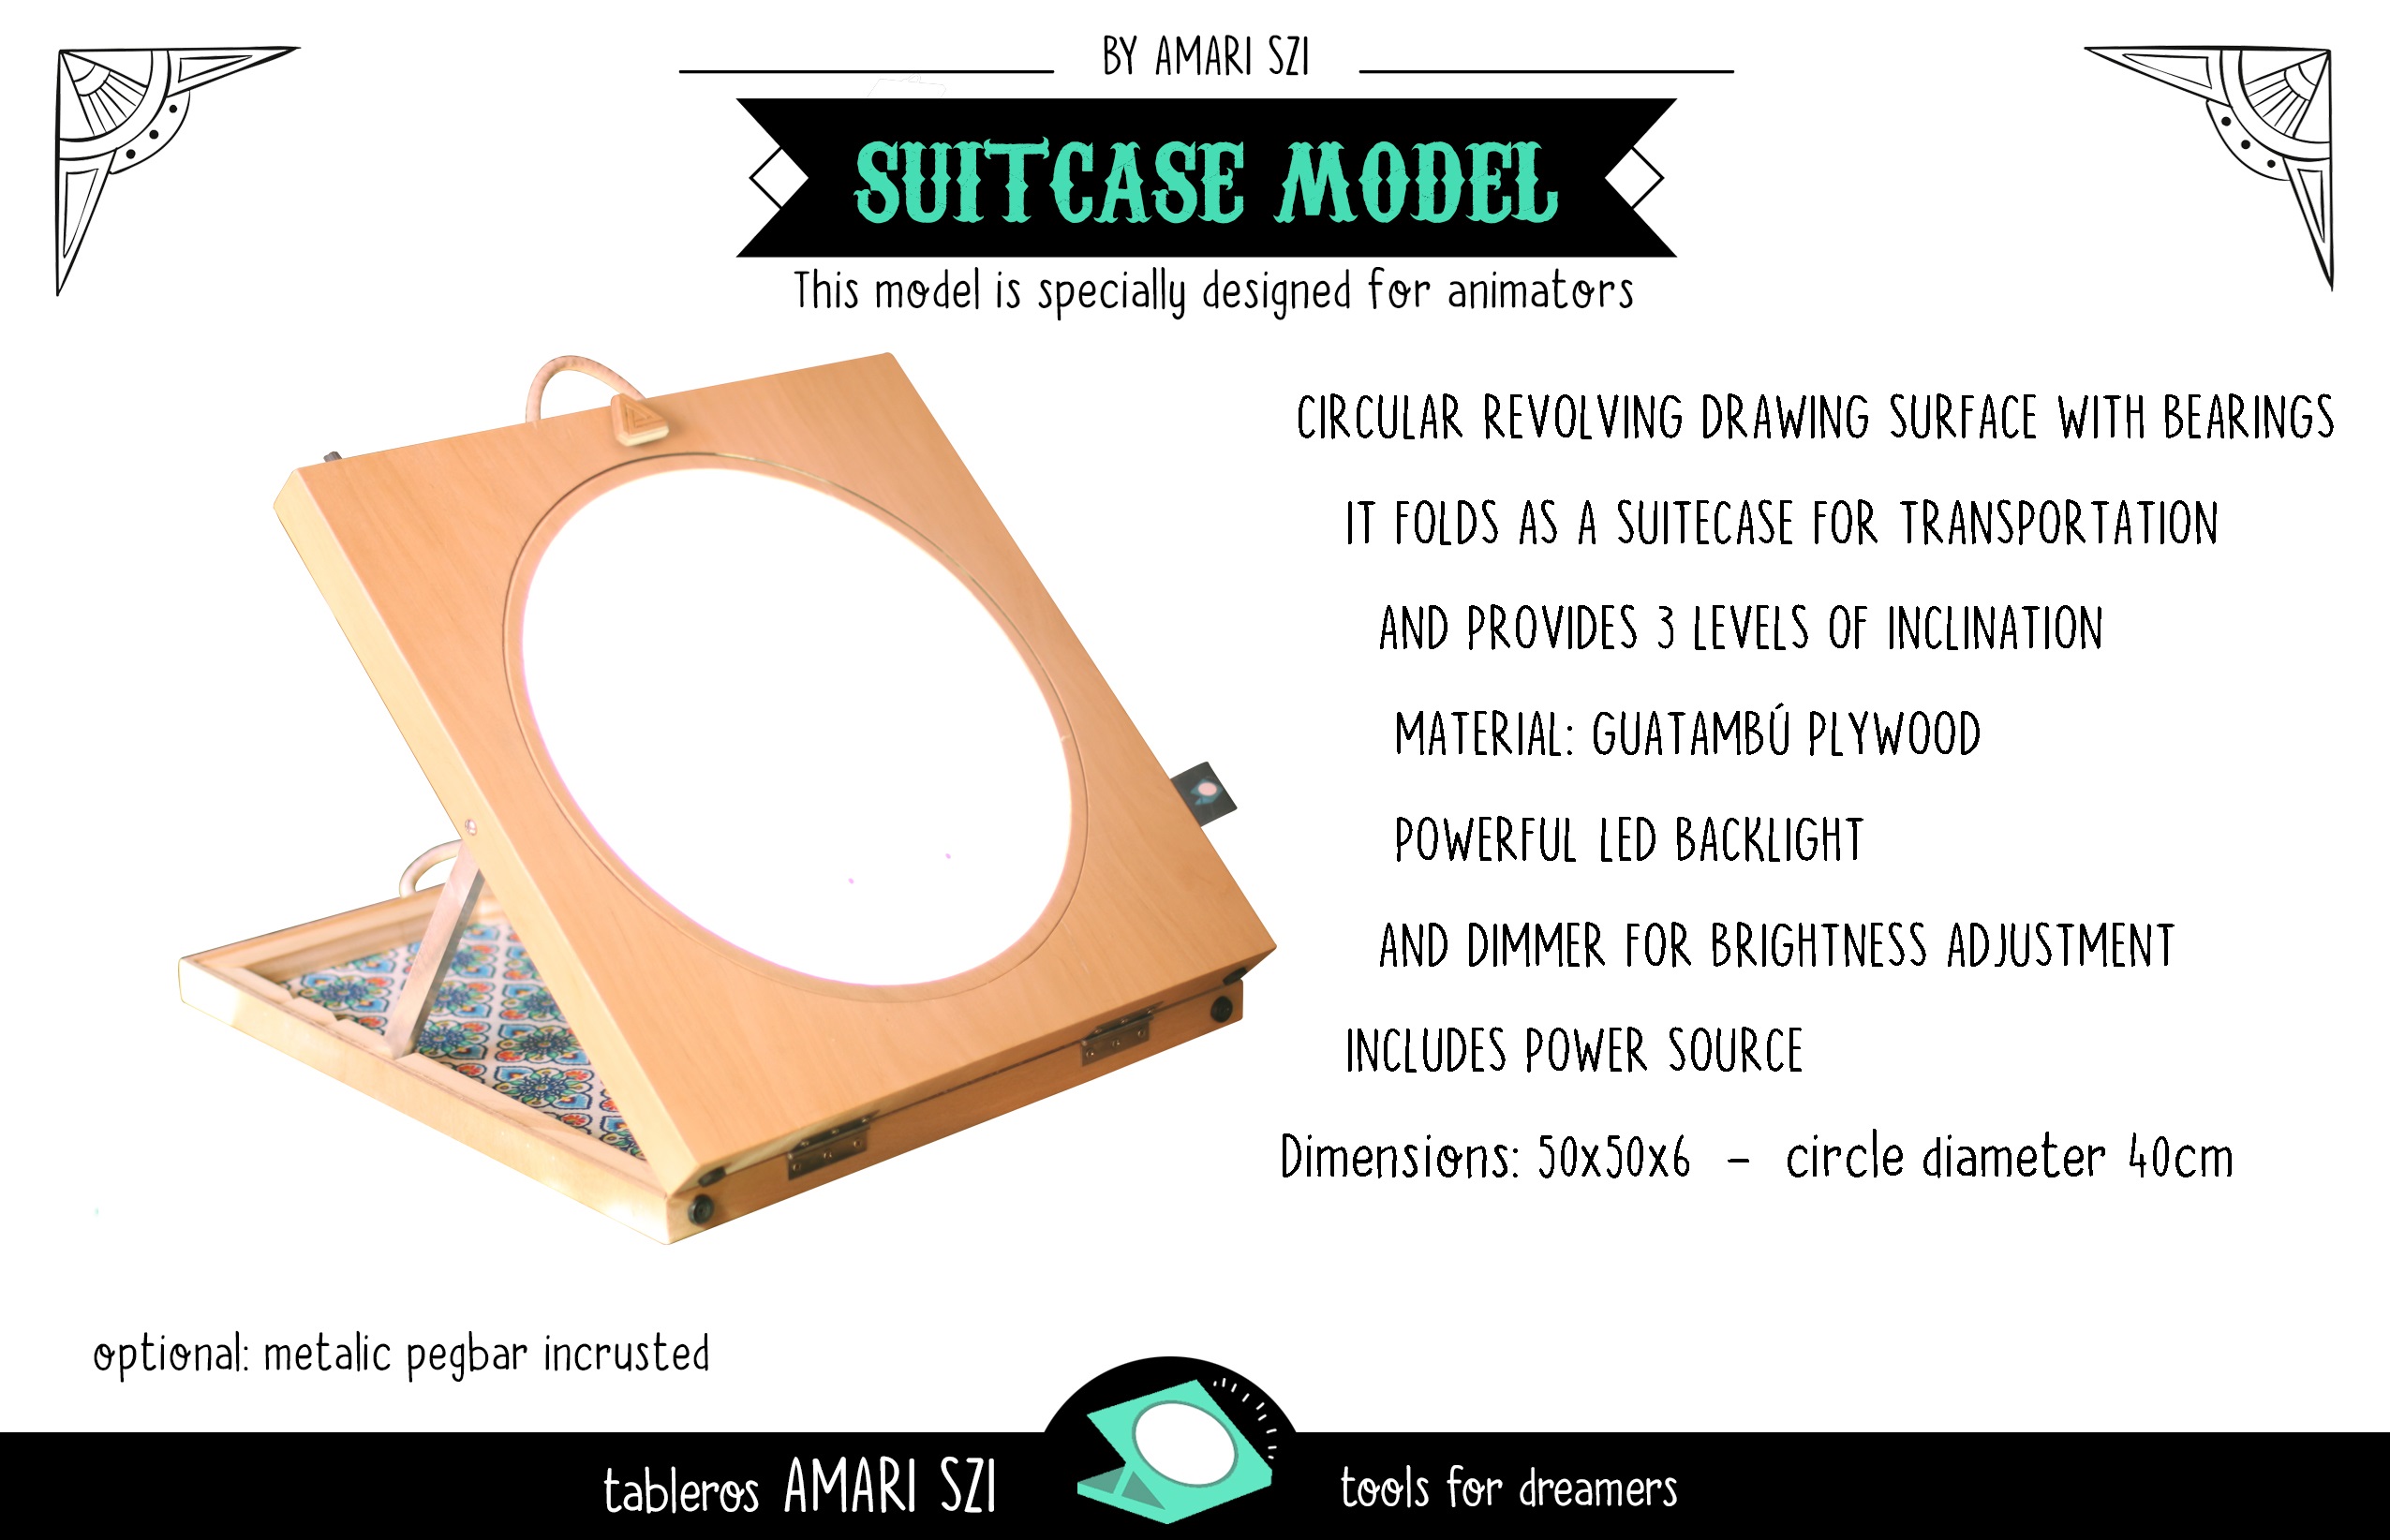 BY AMARI SZI
SUITCASE MODEL
This model is specially designed for animators
CIRCULAR REVOLVING DRAWING SURFACE WITH BEARINGS
IT FOLDS AS A SUITECASE FOR TRANSPORTATION
AND PROVIDES 3 LEVELS OF INCLINATION
MATERIAL: GUATAMBÚ PLYWOOD
POWERFUL LED BACKLIGHT
AND DIMMER FOR BRIGHTNESS ADJUSTMENT
INCLUDES POWER SOURCE
Dimensions: 50x50x6 - circle diameter 40cm
optional: metalic pegbar incrusted
tableros AMARI SZI
tools for dreamers